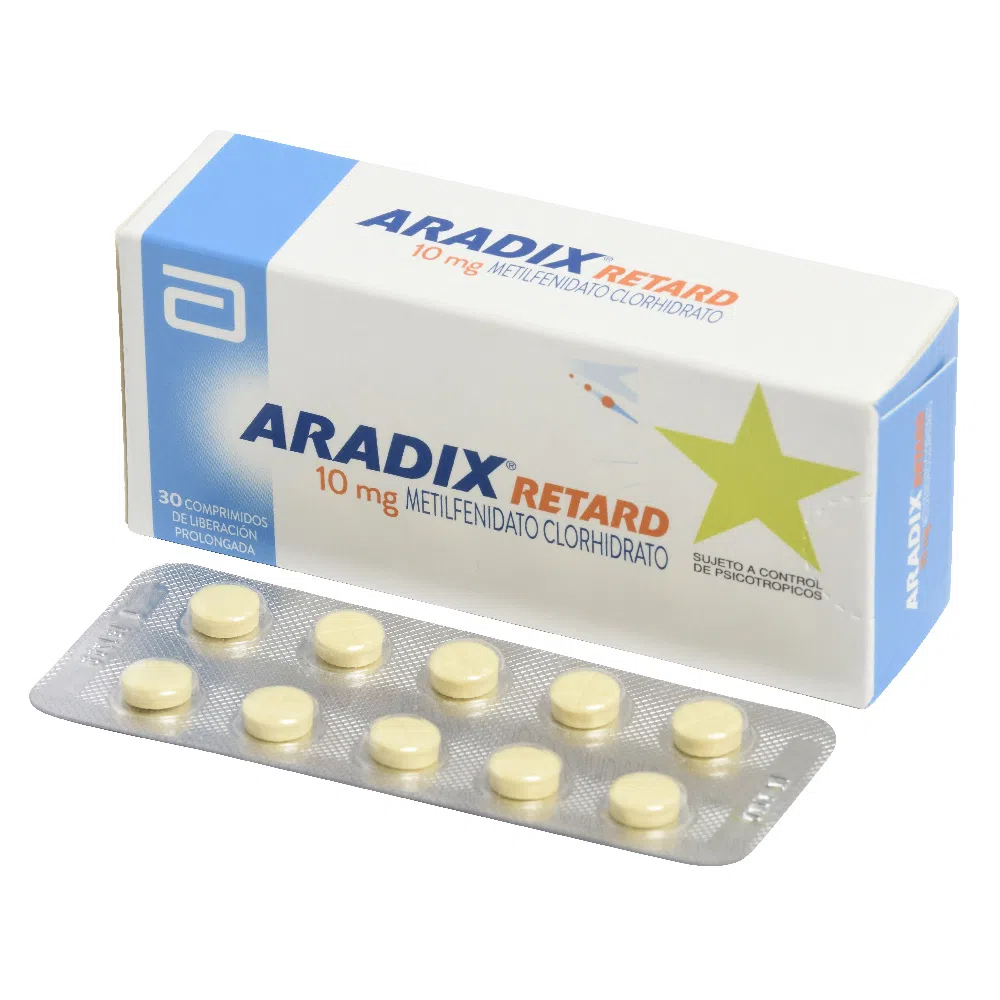 ARADIX® RETARD
10 mg METILFENIDATO CLORHIDRATO
ARADIX® RETARD
10 mg METILFENIDATO CLORHIDRATO
30 COMPRIMIDOS
DE LIBERACIÓN
PROLONGADA
SUJETO A CONTROL
DE PSICOTROPICOS
ARADIX RETARD